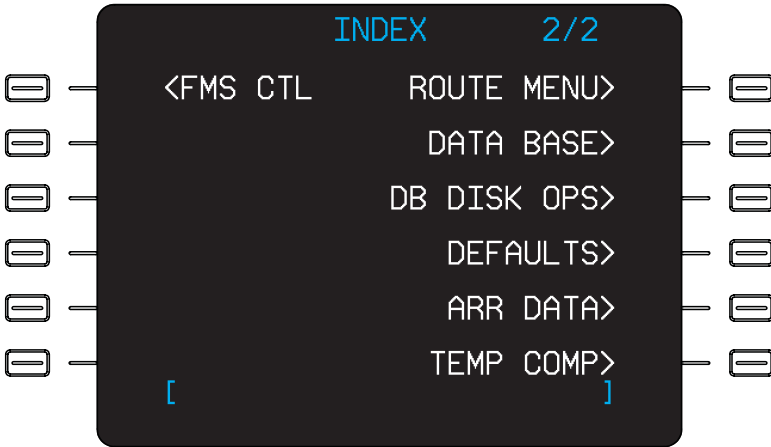 INDEX 2/2
<FMS CTL ROUTE MENU>
DATA BASE>
DB DISK OPS>
DEFAULTS>
ARR DATA>
TEMP COMP>
[ ]